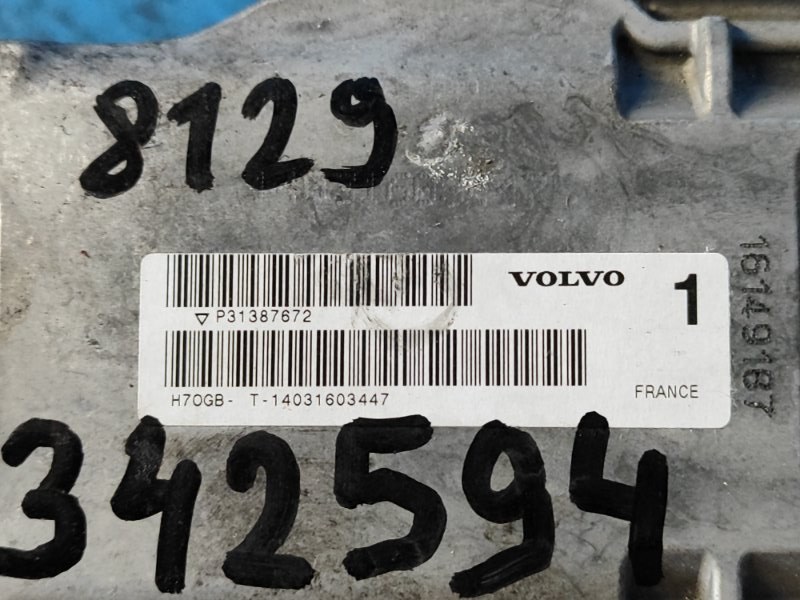 8129
VOLVO
▽ P31387672
1
H7OGB- T-14031603447
FRANCE
16149187
342594